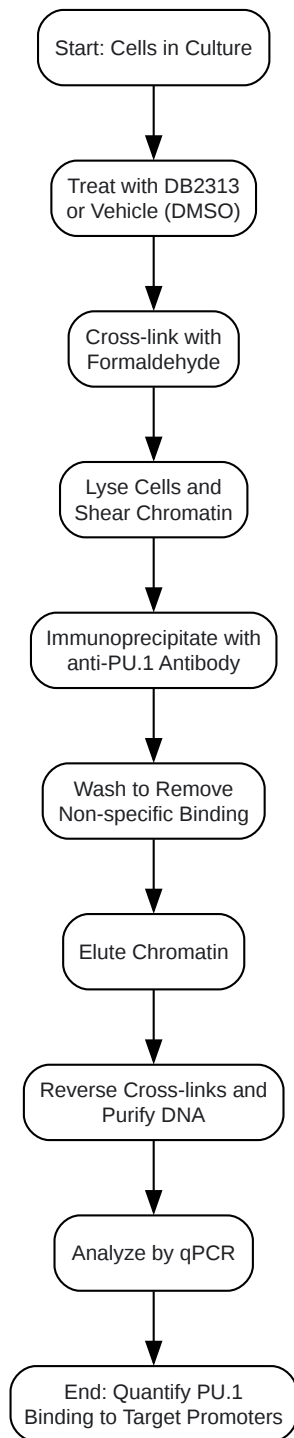 Start: Cells in Culture
Treat with DB2313
or Vehicle (DMSO)
Cross-link with
Formaldehyde
Lyse Cells and
Shear Chromatin
Immunoprecipitate with
anti-PU.1 Antibody
Wash to Remove
Non-specific Binding
Elute Chromatin
Reverse Cross-links and
Purify DNA
Analyze by qPCR
End: Quantify PU.1
Binding to Target Promoters